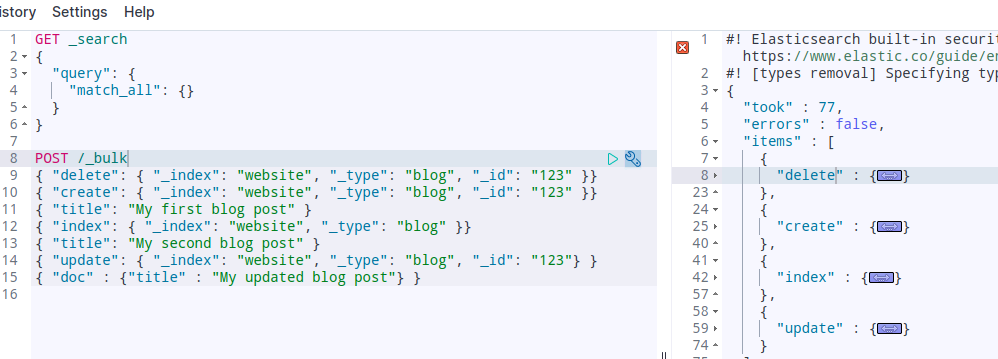 istory Settings Help
1 GET _search
2 {
3 "query": {
4 "match_all": {}
5 }
6 }
7
8 POST /_bulk
9 { "delete": { "_index": "website", "_type": "blog", "_id": "123" }}
10 { "create": { "_index": "website", "_type": "blog", "_id": "123" }}
11 { "title": "My first blog post" }
12 { "index": { "_index": "website", "_type": "blog" }}
13 { "title": "My second blog post" }
14 { "update": { "_index": "website", "_type": "blog", "_id": "123"} }
15 { "doc" : {"title" : "My updated blog post"} }
16
1 #! Elasticsearch built-in securit
https://www.elastic.co/guide/en
2 #! [types removal] Specifying typ
3 {
4 "took" : 77,
5 "errors" : false,
6 "items" : [
7 {
8 "delete" : {}
23 },
24 {
25 "create" : {}
40 },
41 {
42 "index" : {}
57 },
58 {
59 "update" : {}
74 }